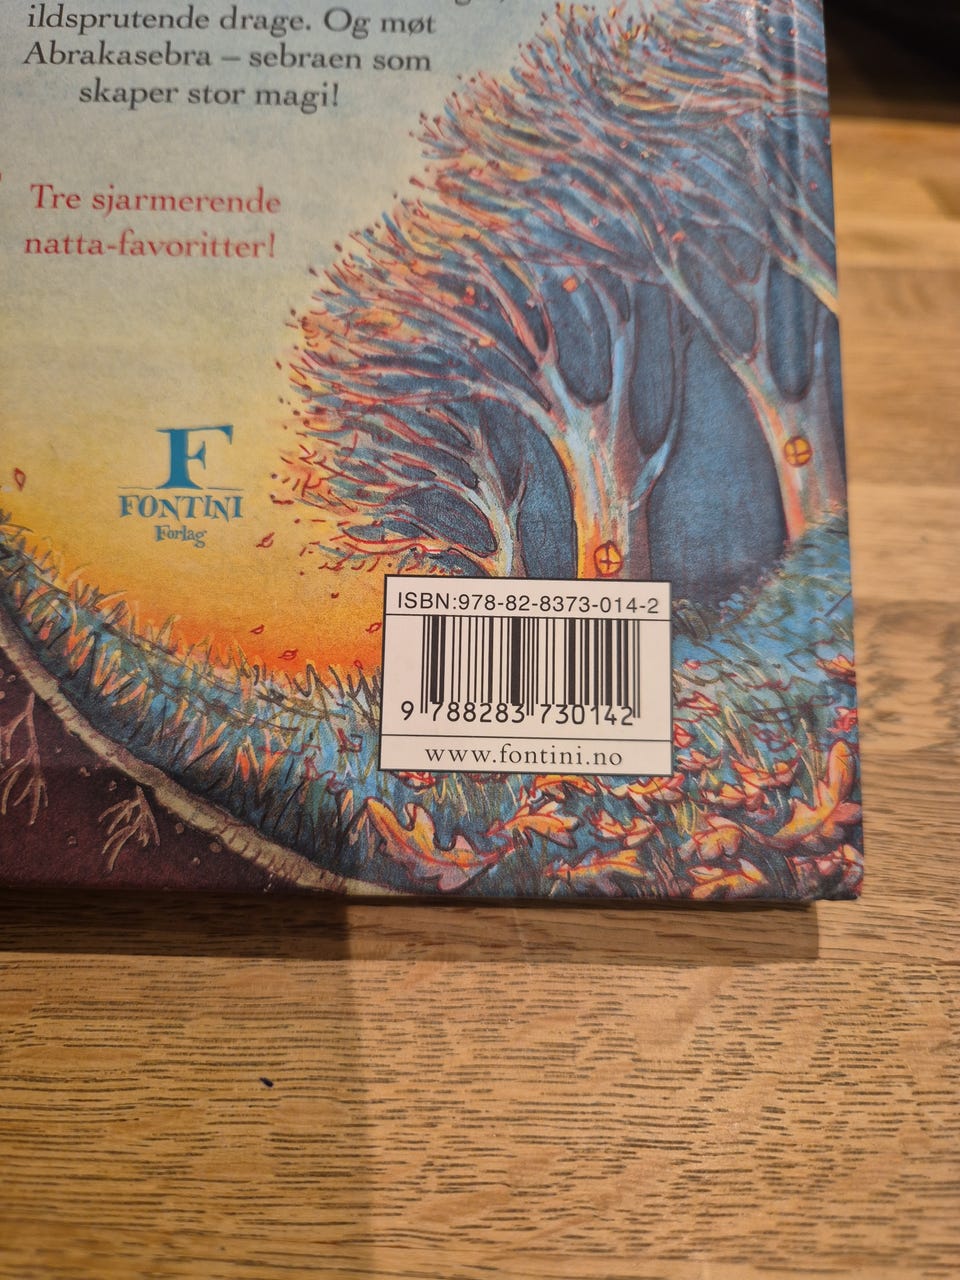 ildsprutende drage. Og møt
Abrakasebra – sebraen som
skaper stor magi!
Tre sjarmerende
natta-favoritter!
F
FONTINI
Forlag
ISBN:978-82-8373-014-2
9 788283 730142
www.fontini.no